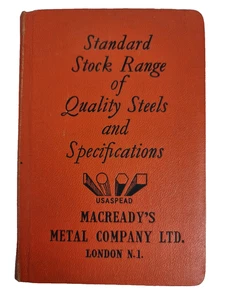 Standard
Stock Range
of
Quality Steels
and
Specifications
USASPEAD
MACREADY'S
METAL COMPANY LTD.
LONDON N.1.